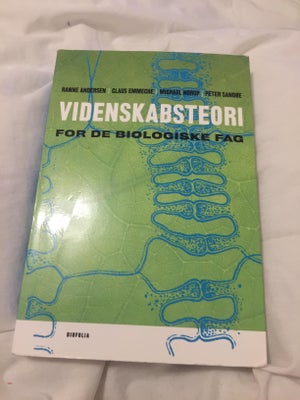 HANNE ANDERSEN | CLAUS EMMECHE | MICHAEL NORUP | PETER SANDØE
VIDENSKABSTEORI
FOR DE BIOLOGISKE FAG
BIOFOLIA